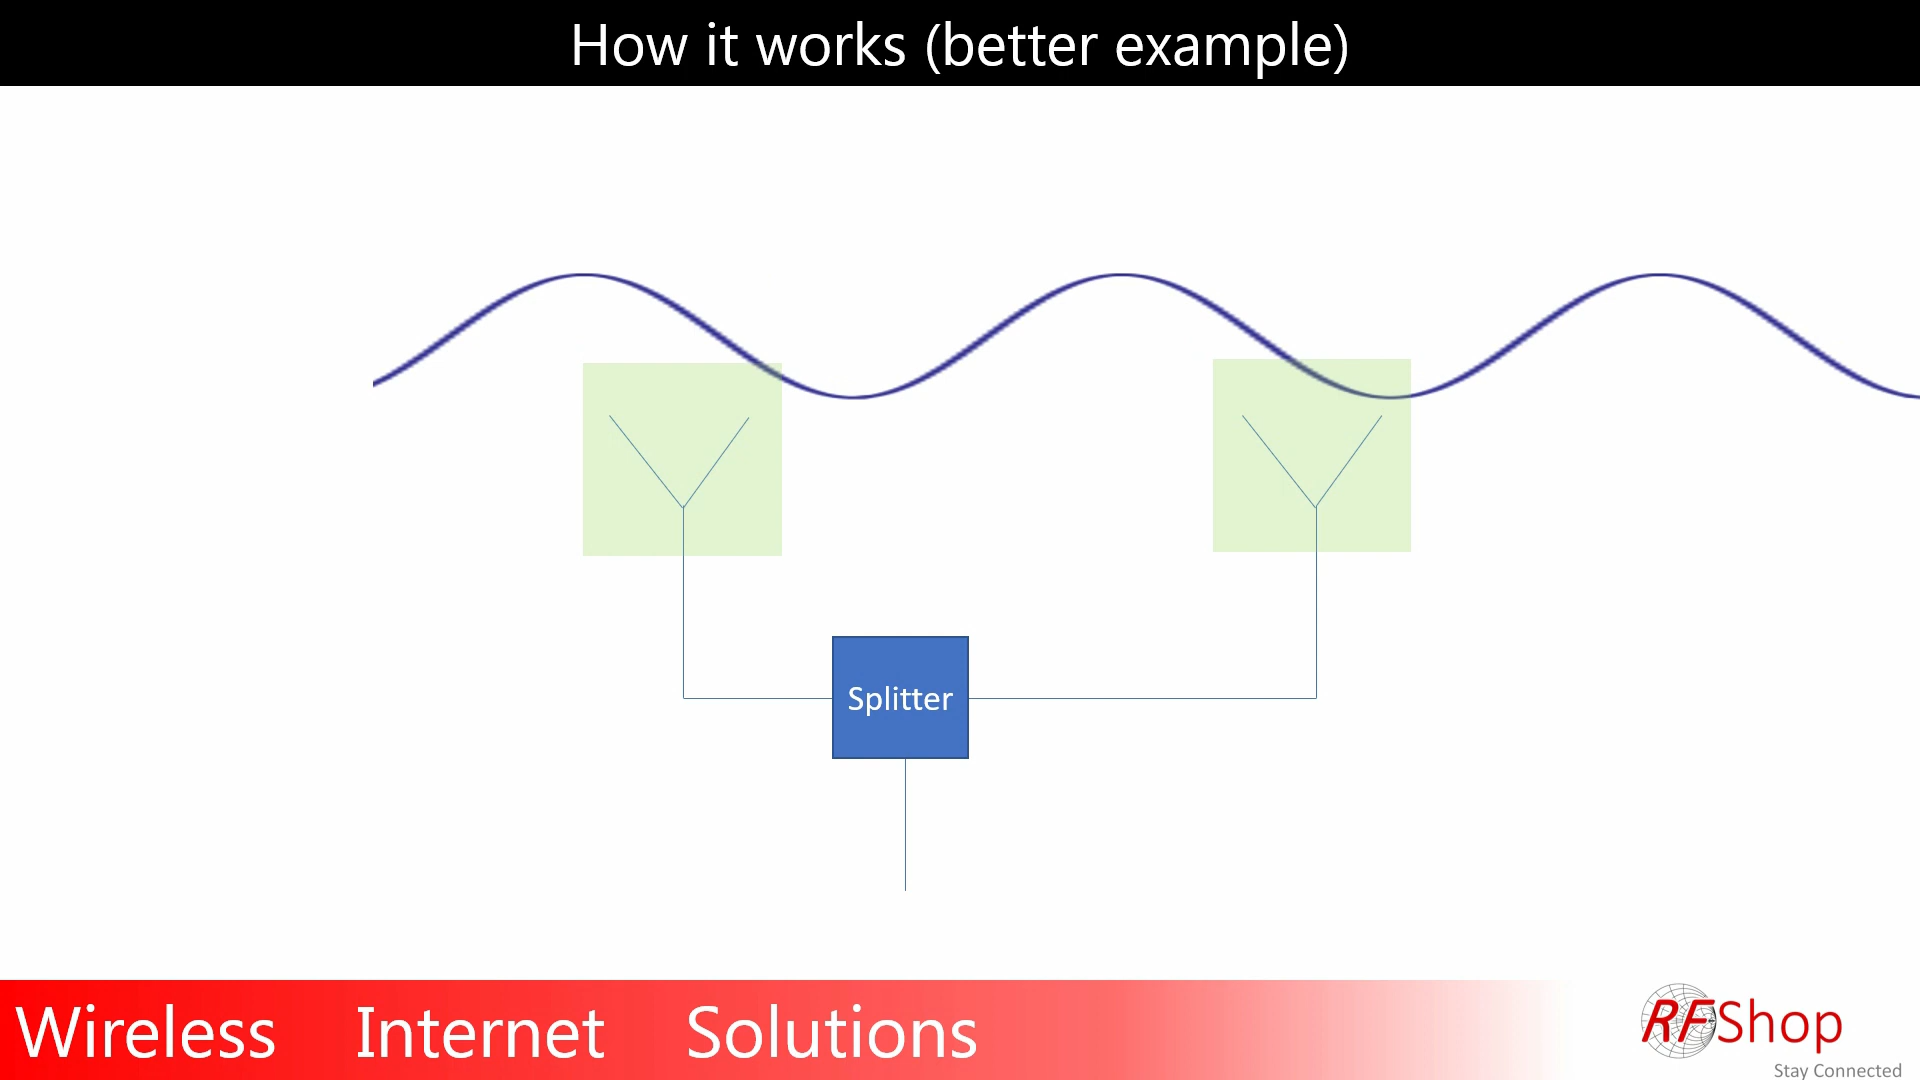 How it works (better example)
Splitter
Wireless Internet Solutions
RFShop
Stay Connected